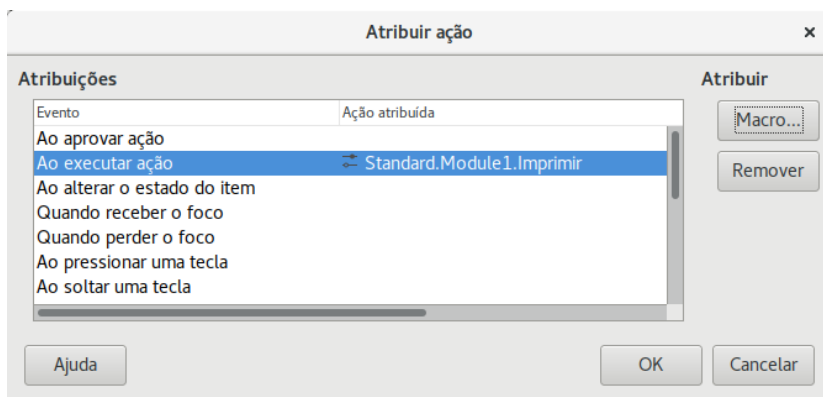 Atribuir ação
Atribuições
Atribuir
Evento
Ação atribuída
Macro...
Ao aprovar ação
Ao executar ação
Standard.Module1.Imprimir
Remover
Ao alterar o estado do item
Quando receber o foco
Quando perder o foco
Ao pressionar uma tecla
Ao soltar uma tecla
Ajuda
OK
Cancelar